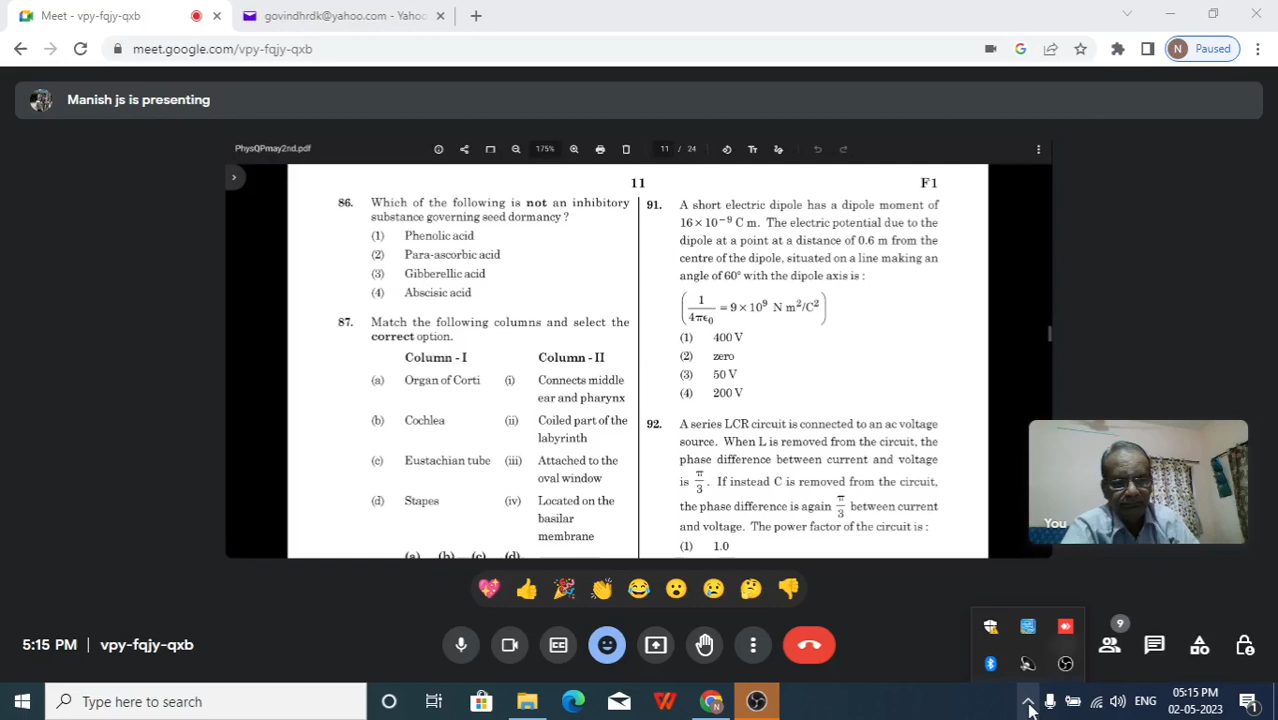 Meet - vpy-fqjy-qxb
govindhrdk@yahoo.com - Yaho
meet.google.com/vpy-fqjy-qxb
N Paused
Manish js is presenting
PhysQPmay2nd.pdf
175%
11 / 24
11
F1
86. Which of the following is not an inhibitory
substance governing seed dormancy ?
(1) Phenolic acid
(2) Para-ascorbic acid
(3) Gibberellic acid
(4) Abscisic acid
87. Match the following columns and select the
correct option.
Column - I Column - II
(a) Organ of Corti (i) Connects middle
ear and pharynx
(b) Cochlea (ii) Coiled part of the
labyrinth
(c) Eustachian tube (iii) Attached to the
oval window
(d) Stapes (iv) Located on the
basilar
membrane
(a) (b) (c) (d)
91. A short electric dipole has a dipole moment of
16 × 10⁻⁹ C m. The electric potential due to the
dipole at a point at a distance of 0.6 m from the
centre of the dipole, situated on a line making an
angle of 60° with the dipole axis is :
(1/4πϵ₀ = 9 × 10⁹ N m²/C²)
(1) 400 V
(2) zero
(3) 50 V
(4) 200 V
92. A series LCR circuit is connected to an ac voltage
source. When L is removed from the circuit, the
phase difference between current and voltage
is π/3. If instead C is removed from the circuit,
the phase difference is again π/3 between current
and voltage. The power factor of the circuit is :
(1) 1.0
You
5:15 PM | vpy-fqjy-qxb
9
Type here to search
ENG
05:15 PM
02-05-2023
1